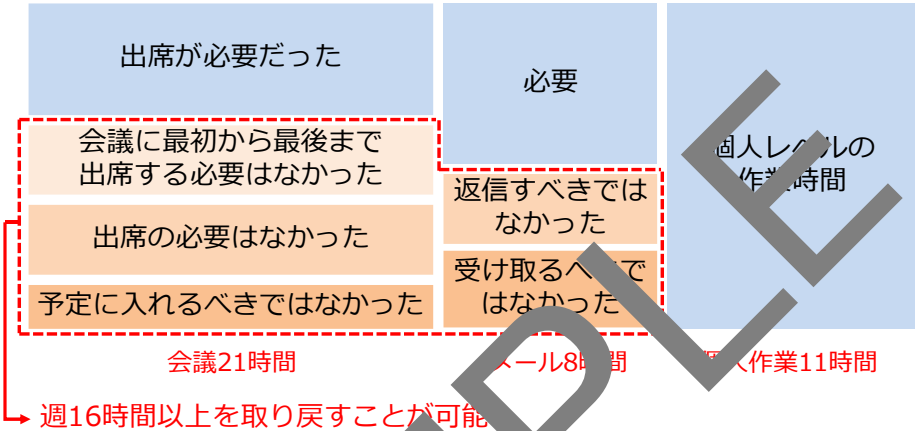 出席が必要だった
必要
会議に最初から最後まで
出席する必要はなかった
個人レベルの
作業時間
返信すべきでは
なかった
出席の必要はなかった
受け取るべきで
はなかった
予定に入れるべきではなかった
会議21時間
メール8時間
個人作業11時間
週16時間以上を取り戻すことが可能
PLE